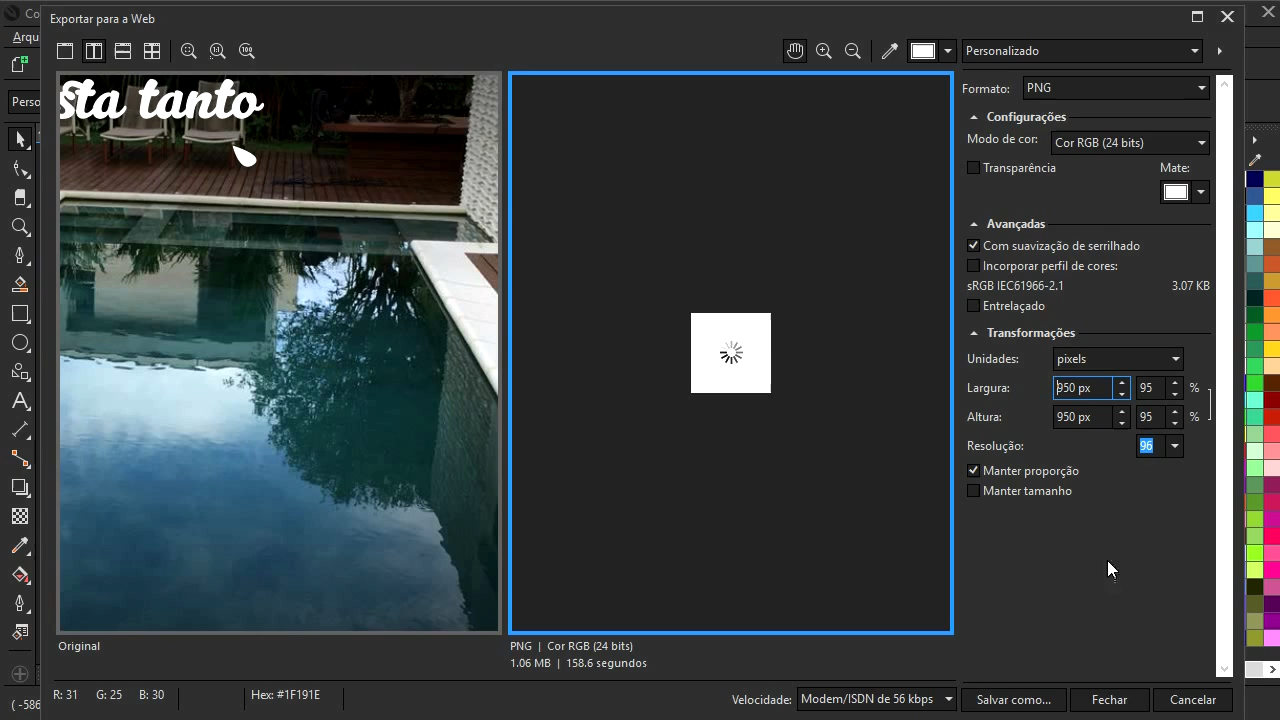 Co
Exportar para a Web
Arqu
Perso
Personalizado
sta tanto
Formato:
PNG
Configurações
Modo de cor:
Cor RGB (24 bits)
Transparência
Mate:
Avançadas
Com suavização de serrilhado
Incorporar perfil de cores:
sRGB IEC61966-2.1
3.07 KB
Entrelaçado
Transformações
Unidades:
pixels
Largura:
950 px
95
%
Altura:
950 px
95
%
Resolução:
96
Manter proporção
Manter tamanho
Original
PNG | Cor RGB (24 bits)
1.06 MB | 158.6 segundos
R: 31 G: 25 B: 30
Hex: #1F191E
Velocidade:
Modem/ISDN de 56 kbps
Salvar como...
Fechar
Cancelar
( -586